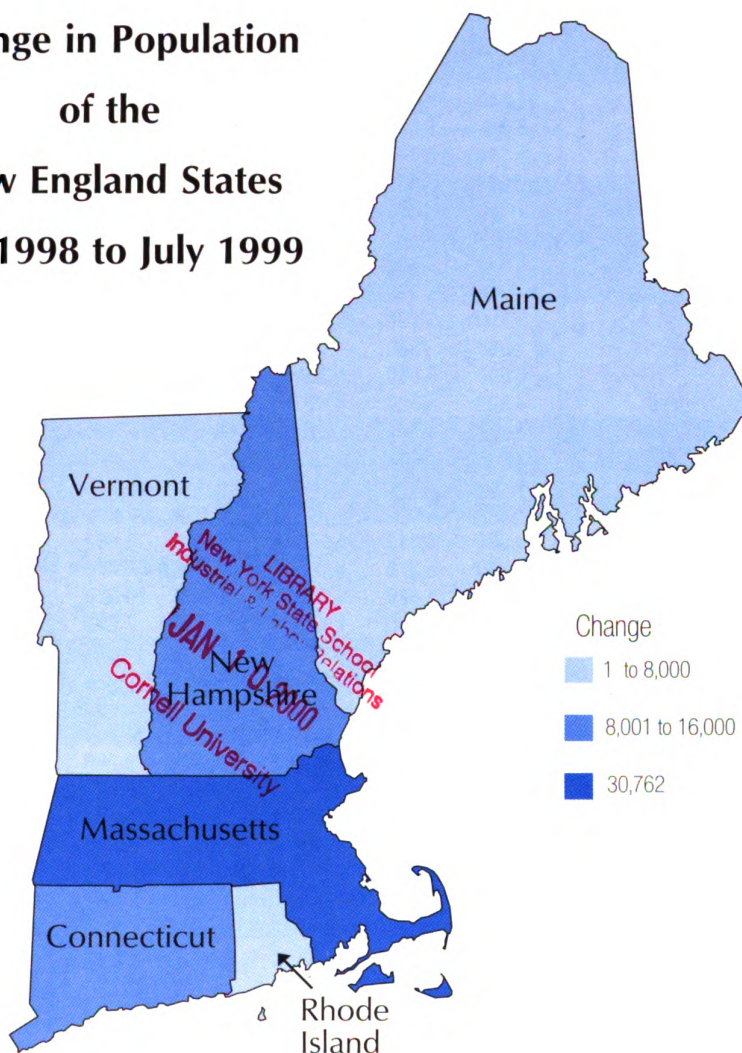 nge in Population
of the
w England States
1998 to July 1999
Maine
Vermont
LIBRARY
New York State School
Industrial & Labor Relations
JAN 10 2000
Cornell University
New
Hampshire
Change
1 to 8,000
8,001 to 16,000
30,762
Massachusetts
Connecticut
Rhode
Island